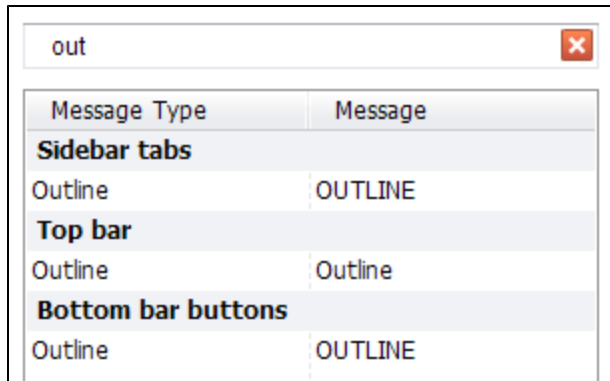 out
Message Type Message
Sidebar tabs
Outline OUTLINE
Top bar
Outline Outline
Bottom bar buttons
Outline OUTLINE